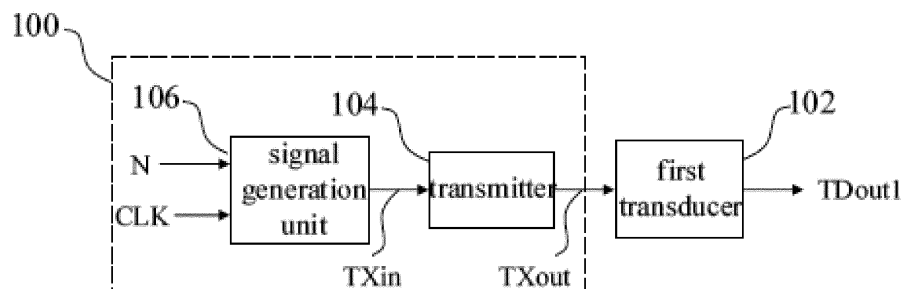 100
106
104
102
N
CLK
signal
generation
unit
transmitter
first
transducer
TDout1
TXin
TXout